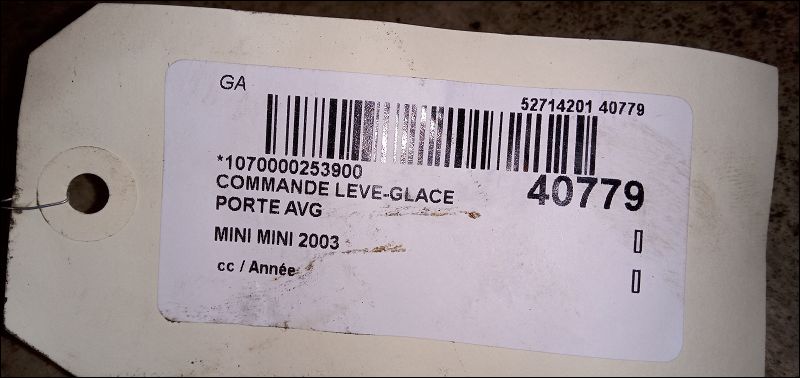 GA
52714201 40779
*1070000253900
COMMANDE LEVE-GLACE
40779
PORTE AVG
MINI MINI 2003
cc / Année